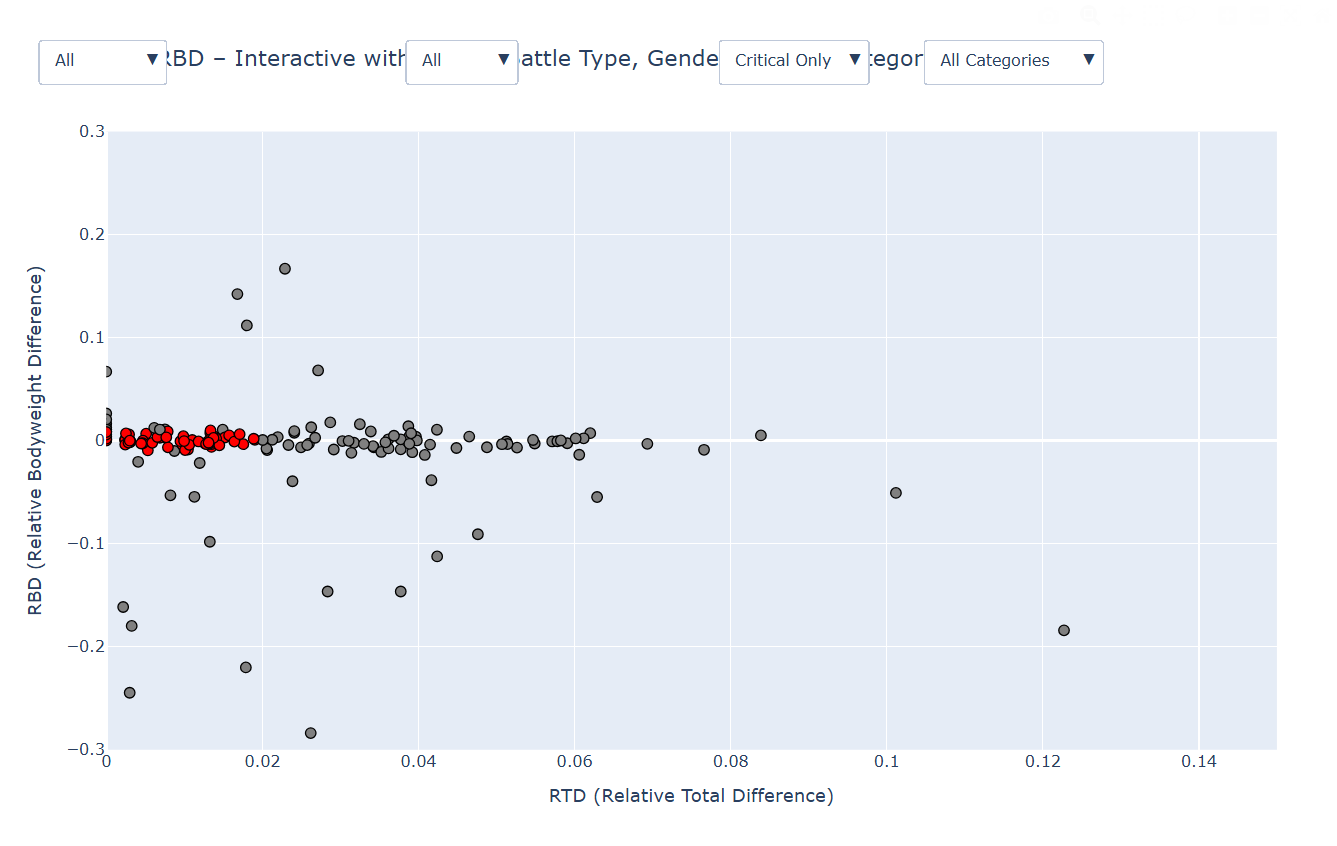 All ▼ RBD – Interactive with All ▼ attle Type, Gende Critical Only ▼ tegor All Categories ▼
0.3
0.2
0.1
0
−0.1
−0.2
−0.3
RBD (Relative Bodyweight Difference)
0 0.02 0.04 0.06 0.08 0.1 0.12 0.14
RTD (Relative Total Difference)